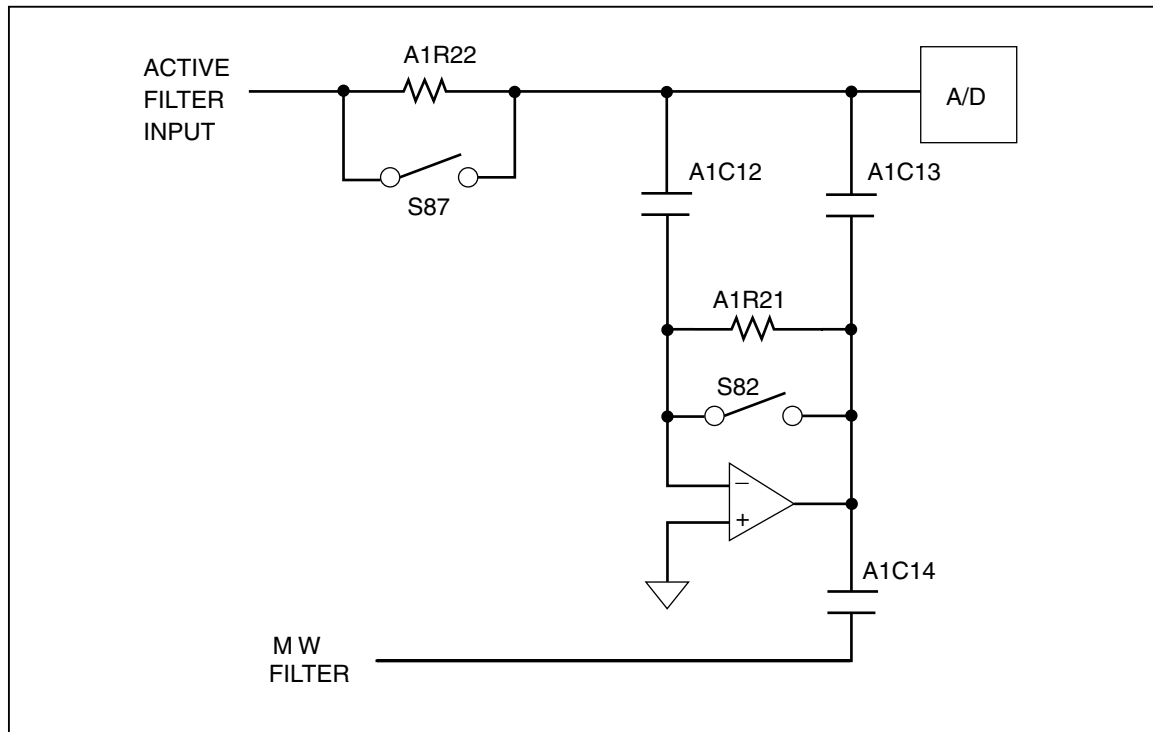 A1R22
ACTIVE
FILTER
INPUT
A/D
S87
A1C12
A1C13
A1R21
S82
–
+
A1C14
M W
FILTER